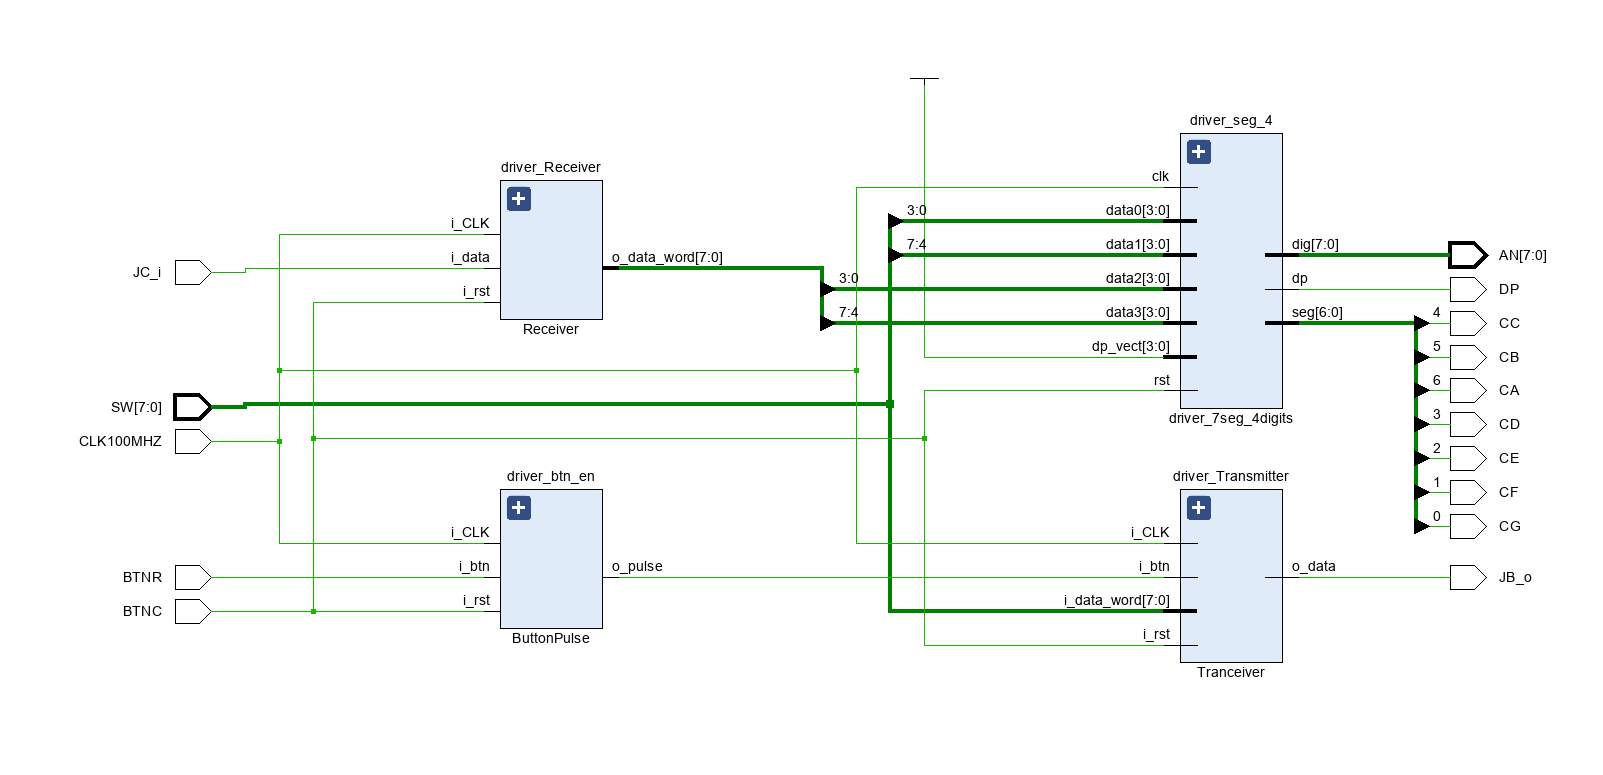 driver_seg_4
driver_Receiver
clk
3:0
data0[3:0]
i_CLK
7:4
data1[3:0]
dig[7:0]
AN[7:0]
JC_i
i_data
o_data_word[7:0]
3:0
data2[3:0]
dp
DP
i_rst
7:4
data3[3:0]
seg[6:0]
4
CC
Receiver
dp_vect[3:0]
5
CB
rst
6
CA
SW[7:0]
driver_7seg_4digits
3
CD
CLK100MHZ
2
CE
driver_btn_en
driver_Transmitter
1
CF
i_CLK
i_CLK
0
CG
BTNR
i_btn
o_pulse
i_btn
o_data
JB_o
BTNC
i_rst
i_data_word[7:0]
ButtonPulse
i_rst
Tranceiver